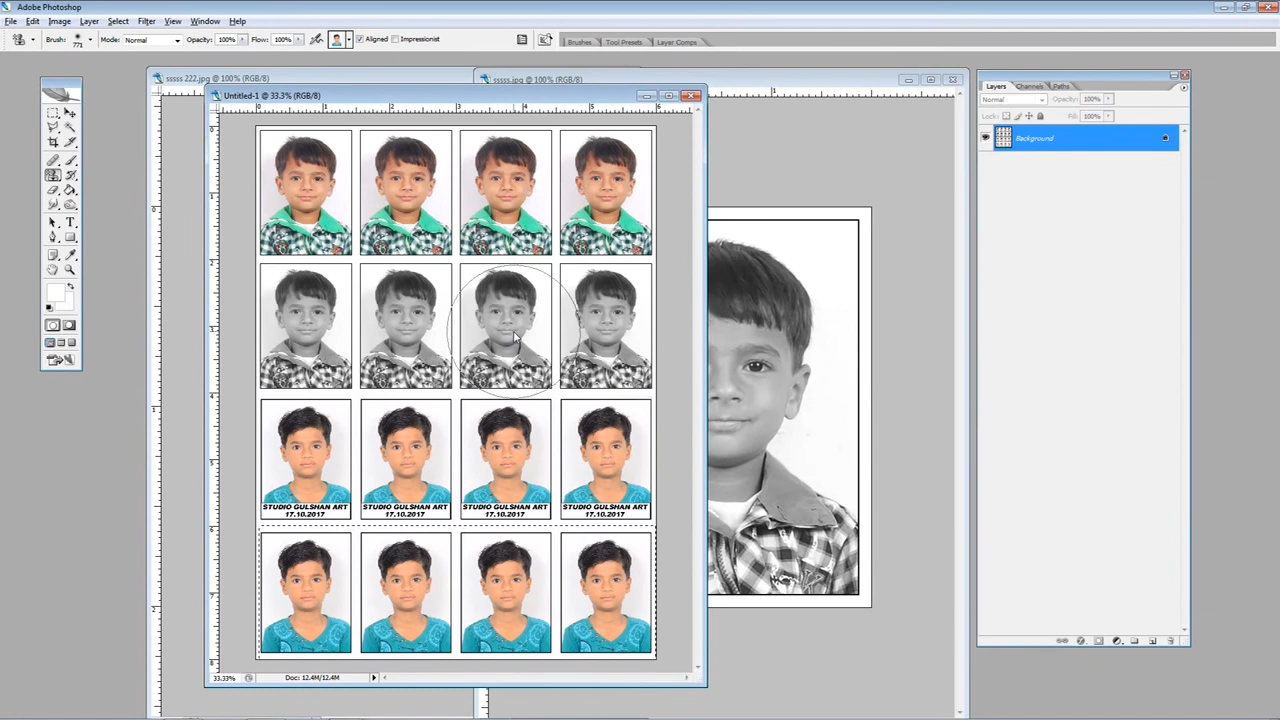 Adobe Photoshop
File Edit Image Layer Select Filter View Window Help
Brush: 771 Mode: Normal Opacity: 100% Flow: 100% Aligned Impressionist Brushes Tool Presets Layer Comps
sssss 222.jpg @ 100% (RGB/8)
sssss.jpg @ 100% (RGB/8)
Untitled-1 @ 33.3% (RGB/8)
Layers Channels Paths
Normal Opacity: 100%
Lock: Fill: 100%
Background
STUDIO GULSHAN ART STUDIO GULSHAN ART STUDIO GULSHAN ART STUDIO GULSHAN ART
17.10.2017 17.10.2017 17.10.2017 17.10.2017
33.33% Doc: 12.4M/12.4M